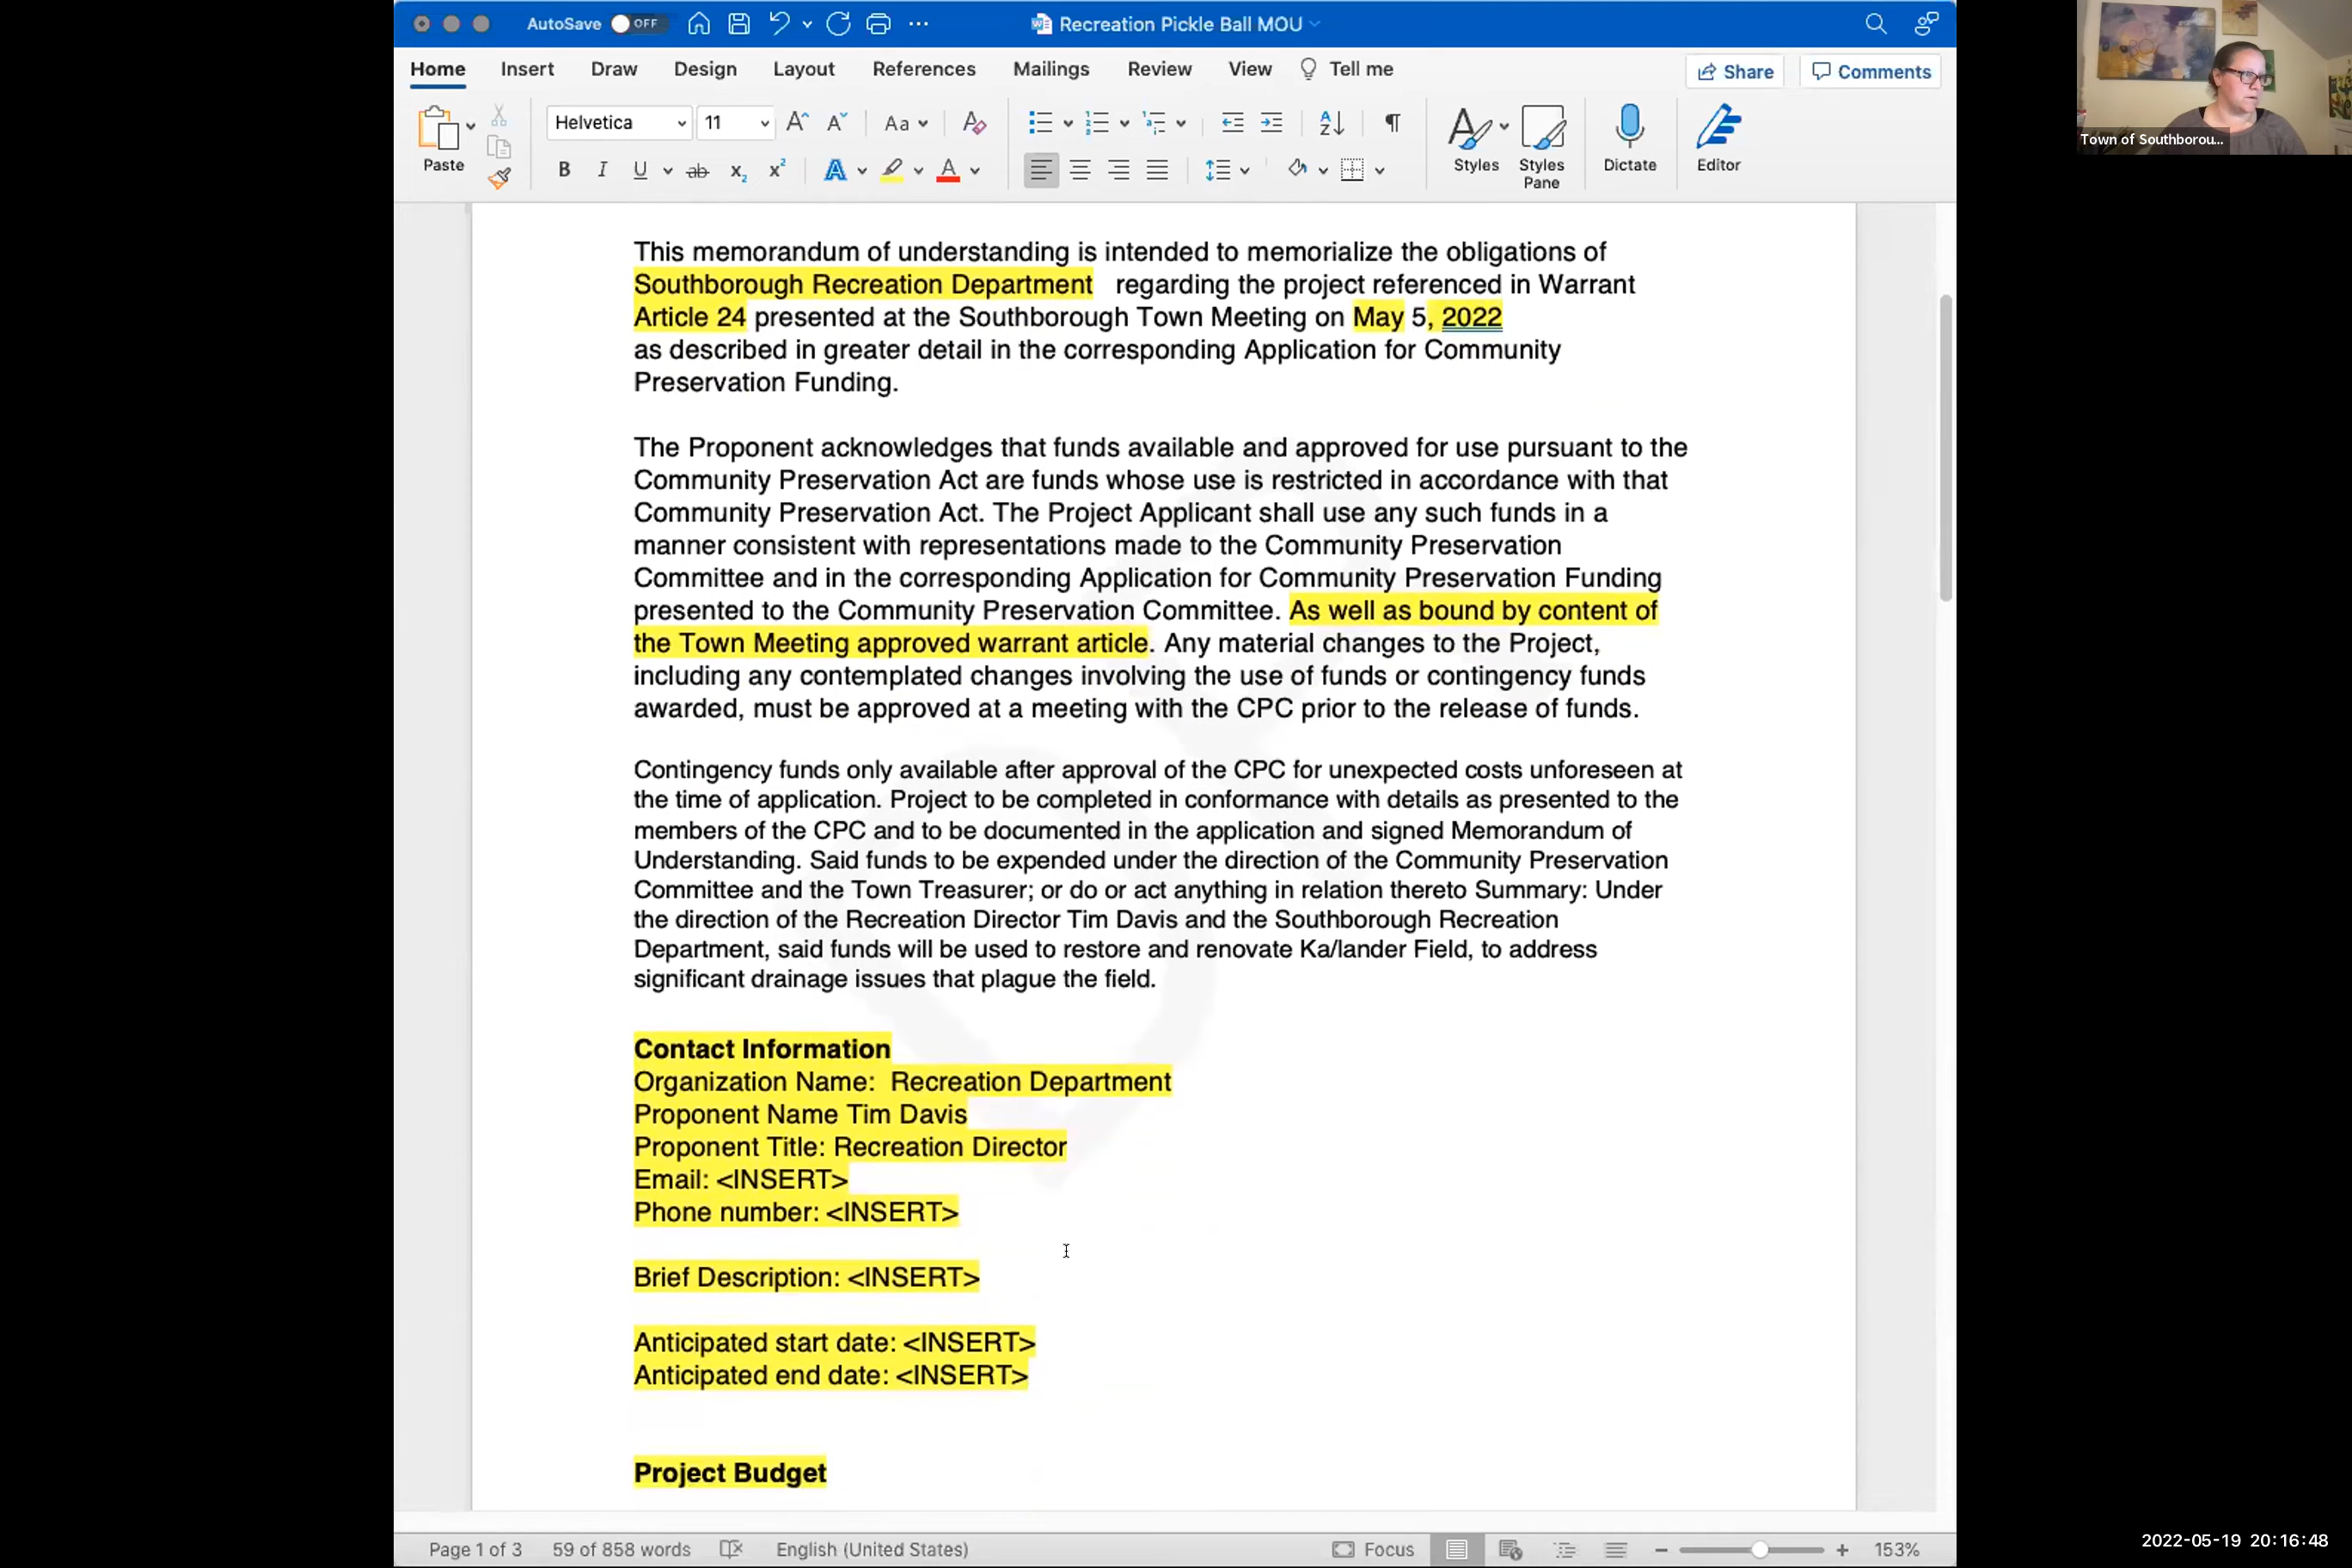 AutoSave OFF Recreation Pickle Ball MOU
Home Insert Draw Design Layout References Mailings Review View Tell me Share Comments
Helvetica 11 Aa
Paste Styles Styles Pane Dictate Editor
Town of Southborou...
This memorandum of understanding is intended to memorialize the obligations of
Southborough Recreation Department regarding the project referenced in Warrant
Article 24 presented at the Southborough Town Meeting on May 5, 2022
as described in greater detail in the corresponding Application for Community
Preservation Funding.
The Proponent acknowledges that funds available and approved for use pursuant to the
Community Preservation Act are funds whose use is restricted in accordance with that
Community Preservation Act. The Project Applicant shall use any such funds in a
manner consistent with representations made to the Community Preservation
Committee and in the corresponding Application for Community Preservation Funding
presented to the Community Preservation Committee. As well as bound by content of
the Town Meeting approved warrant article. Any material changes to the Project,
including any contemplated changes involving the use of funds or contingency funds
awarded, must be approved at a meeting with the CPC prior to the release of funds.
Contingency funds only available after approval of the CPC for unexpected costs unforeseen at
the time of application. Project to be completed in conformance with details as presented to the
members of the CPC and to be documented in the application and signed Memorandum of
Understanding. Said funds to be expended under the direction of the Community Preservation
Committee and the Town Treasurer; or do or act anything in relation thereto Summary: Under
the direction of the Recreation Director Tim Davis and the Southborough Recreation
Department, said funds will be used to restore and renovate Ka/lander Field, to address
significant drainage issues that plague the field.
Contact Information
Organization Name: Recreation Department
Proponent Name Tim Davis
Proponent Title: Recreation Director
Email: <INSERT>
Phone number: <INSERT>
Brief Description: <INSERT>
Anticipated start date: <INSERT>
Anticipated end date: <INSERT>
Project Budget
Page 1 of 3 59 of 858 words English (United States) Focus 153%
2022-05-19 20:16:48